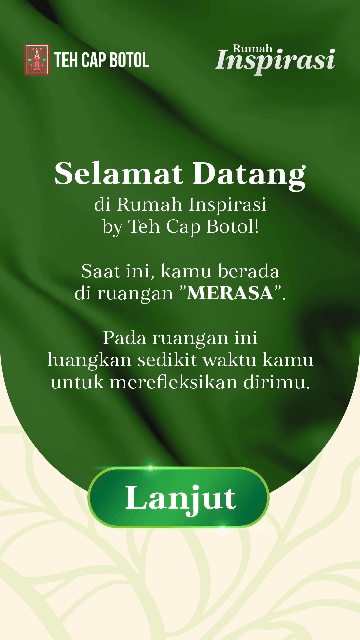 TEH CAP BOTOL
Rumah
Inspirasi
Selamat Datang
di Rumah Inspirasi
by Teh Cap Botol!
Saat ini, kamu berada
di ruangan "MERASA".
Pada ruangan ini
luangkan sedikit waktu kamu
untuk merefleksikan dirimu.
Lanjut